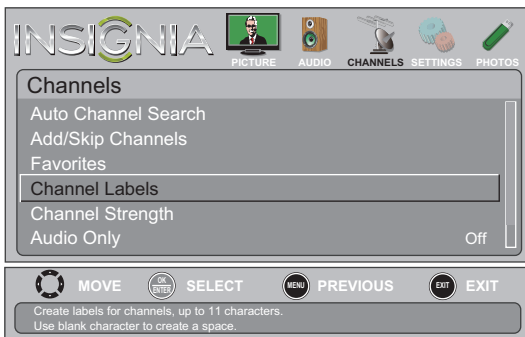 INSIGNIA
PICTURE AUDIO CHANNELS SETTINGS PHOTOS
Channels
Auto Channel Search
Add/Skip Channels
Favorites
Channel Labels
Channel Strength
Audio Only Off
MOVE OK ENTER SELECT MENU PREVIOUS EXIT EXIT
Create labels for channels, up to 11 characters.
Use blank character to create a space.